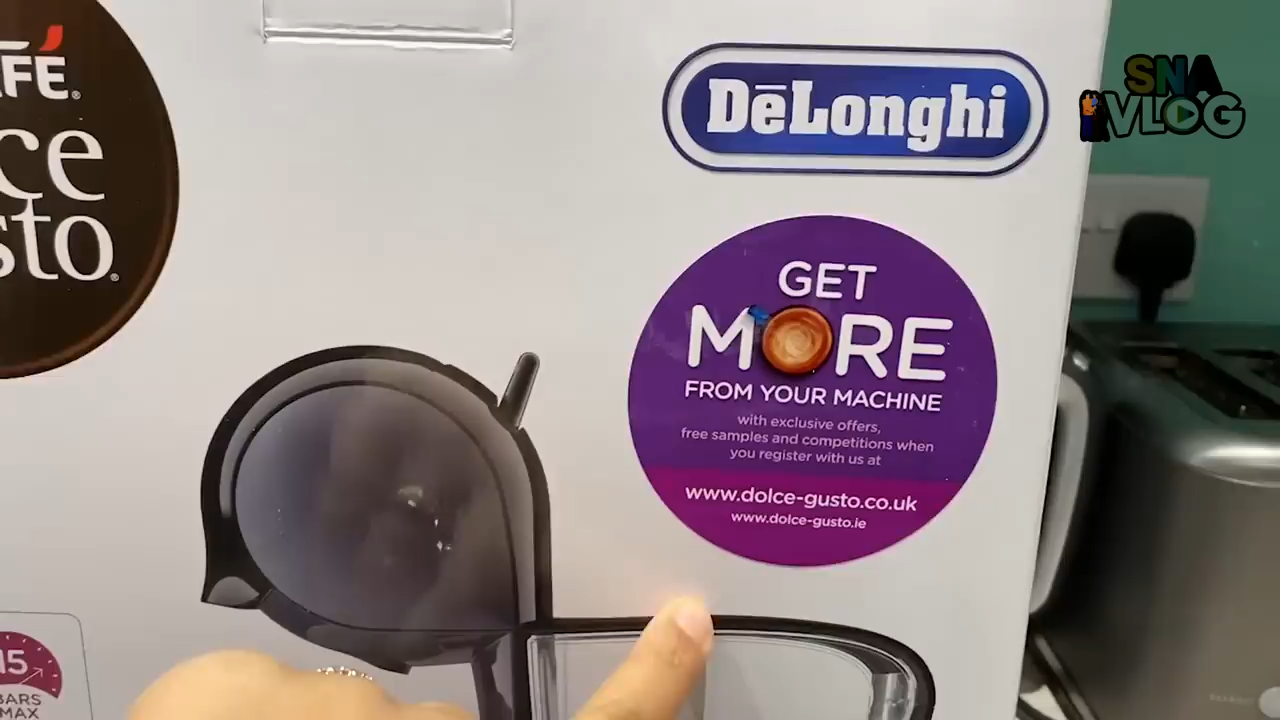 FÉ
ce
sto
DēLonghi
SNA
VLOG
GET
MORE
FROM YOUR MACHINE
with exclusive offers,
free samples and competitions when
you register with us at
www.dolce-gusto.co.uk
www.dolce-gusto.ie
15
BARS
MAX